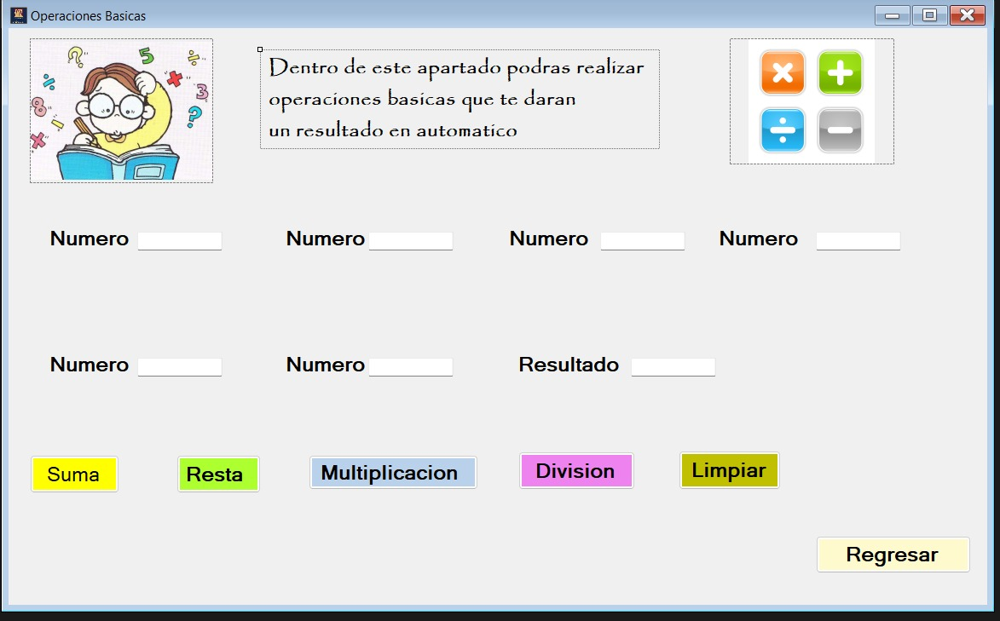 Operaciones Basicas
Dentro de este apartado podras realizar
operaciones basicas que te daran
un resultado en automatico
Numero Numero Numero Numero
Numero Numero Resultado
Suma Resta Multiplicacion Division Limpiar
Regresar